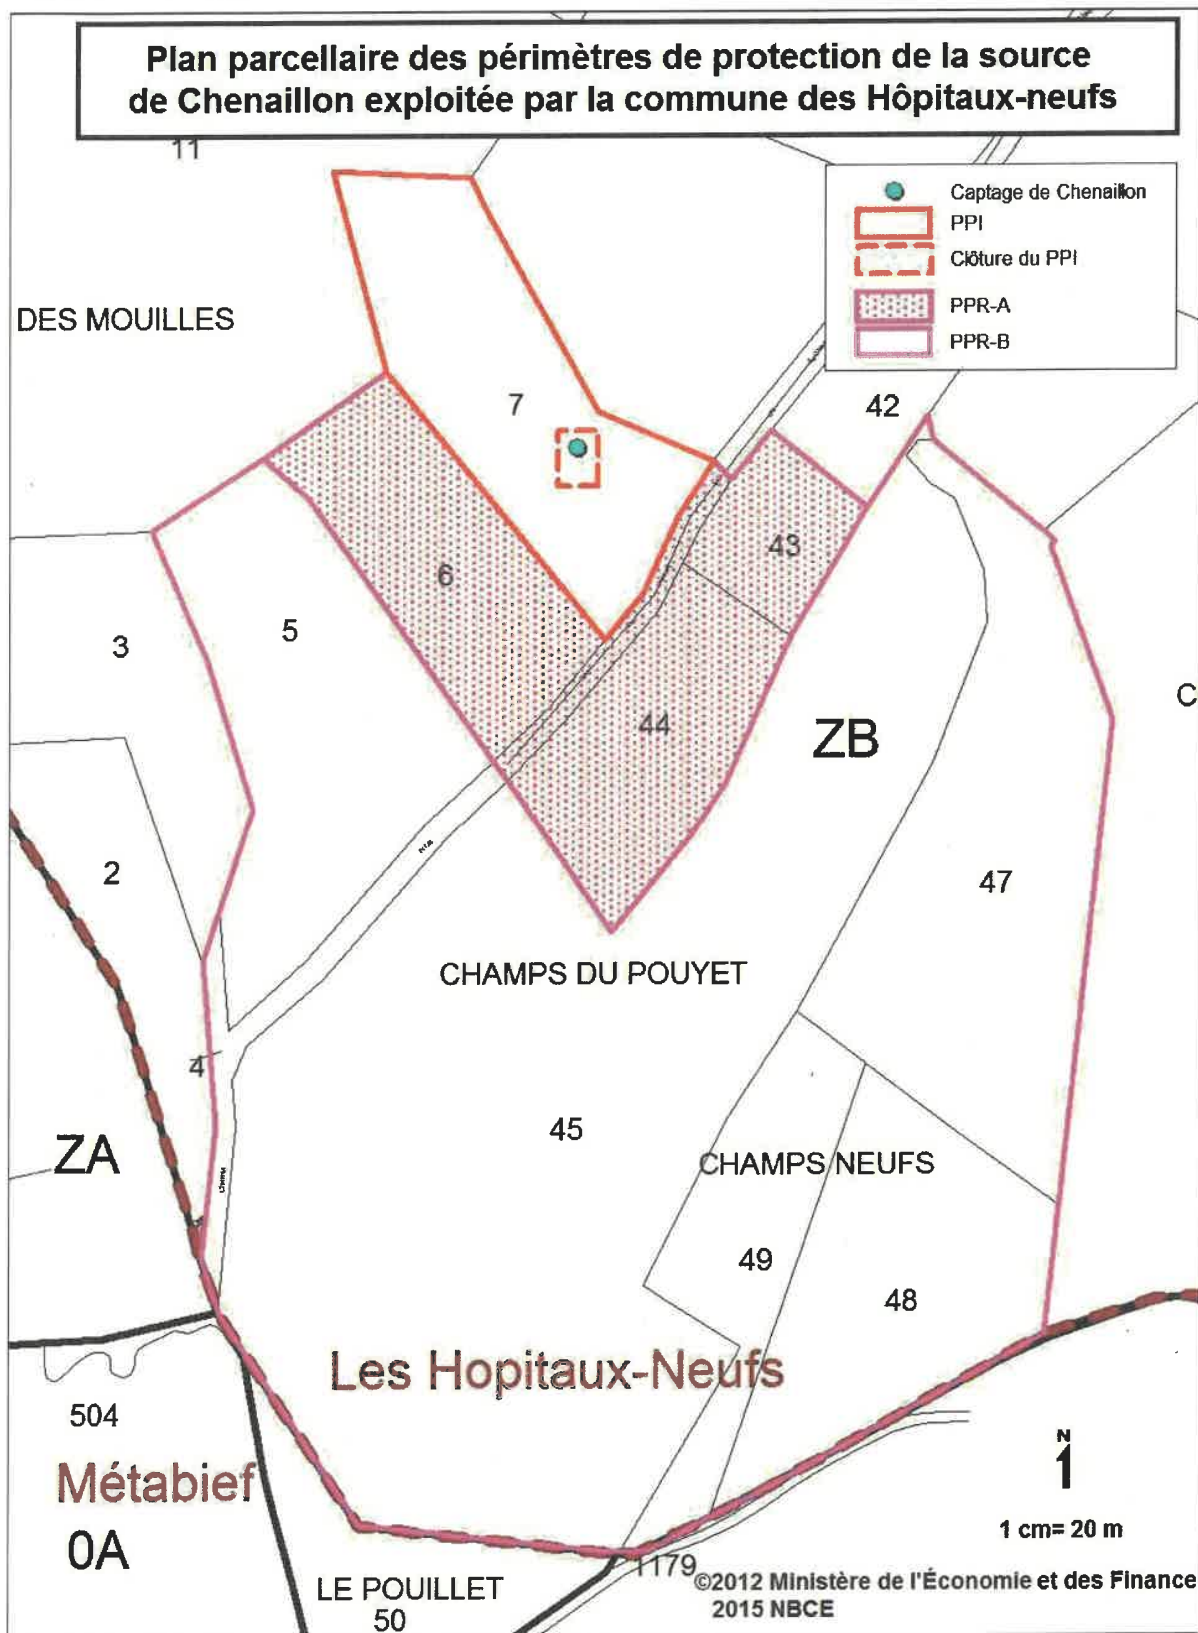 Plan parcellaire des périmètres de protection de la source
de Chenaillon exploitée par la commune des Hôpitaux-neufs
11
Captage de Chenaillon
PPI
Clôture du PPI
PPR-A
PPR-B
DES MOUILLES
7
42
43
6
5
3
44
ZB
C
2
47
CHAMPS DU POUYET
4
45
ZA
CHAMPS NEUFS
49
48
Les Hopitaux-Neufs
504
Métabief
0A
N
1 cm= 20 m
1179
©2012 Ministère de l'Économie et des Finance
2015 NBCE
LE POUILLET
50